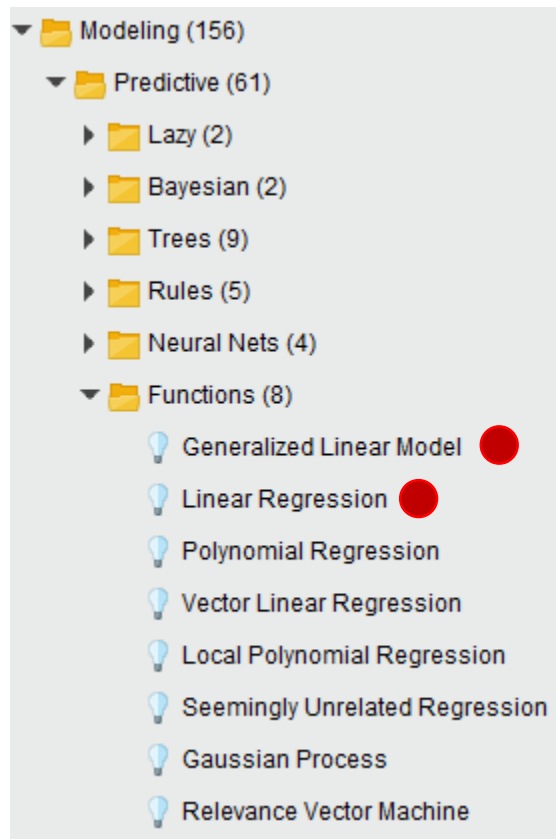 Modeling (156)
Predictive (61)
Lazy (2)
Bayesian (2)
Trees (9)
Rules (5)
Neural Nets (4)
Functions (8)
Generalized Linear Model
Linear Regression
Polynomial Regression
Vector Linear Regression
Local Polynomial Regression
Seemingly Unrelated Regression
Gaussian Process
Relevance Vector Machine